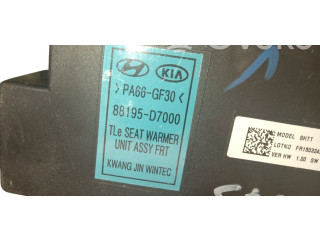 HYUNDAI KIA
>PA66-GF30<
88195-D7000
TLe SEAT WARMER
UNIT ASSY FRT
KWANG JIN WINTEC
MODEL BHTT
LOTNO
VER HW 1.00 SW